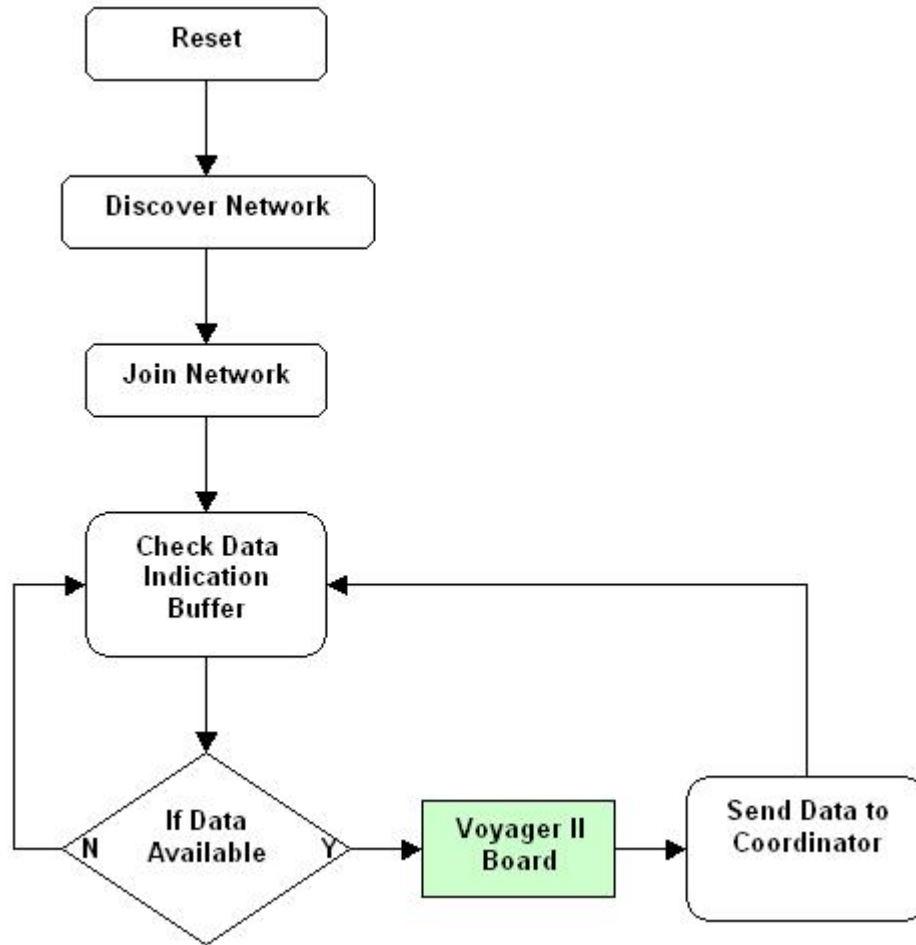 Reset
Discover Network
Join Network
Check Data
Indication
Buffer
If Data
Available
N
Y
Voyager II
Board
Send Data to
Coordinator